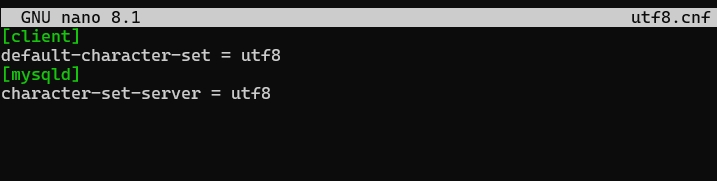 GNU nano 8.1 utf8.cnf
[client]
default-character-set = utf8
[mysqld]
character-set-server = utf8